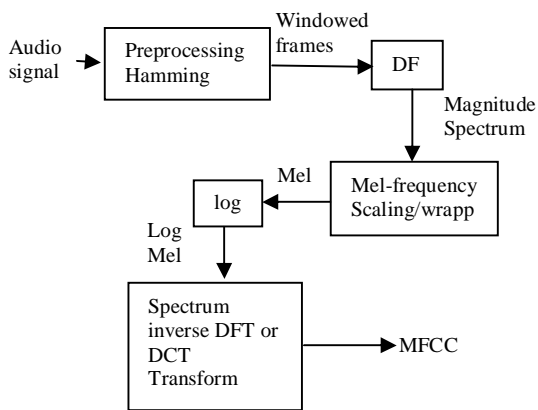 Audio
signal
Preprocessing
Hamming
Windowed
frames
DF
Magnitude
Spectrum
Mel-frequency
Scaling/wrapp
Mel
log
Log
Mel
Spectrum
inverse DFT or
DCT
Transform
MFCC